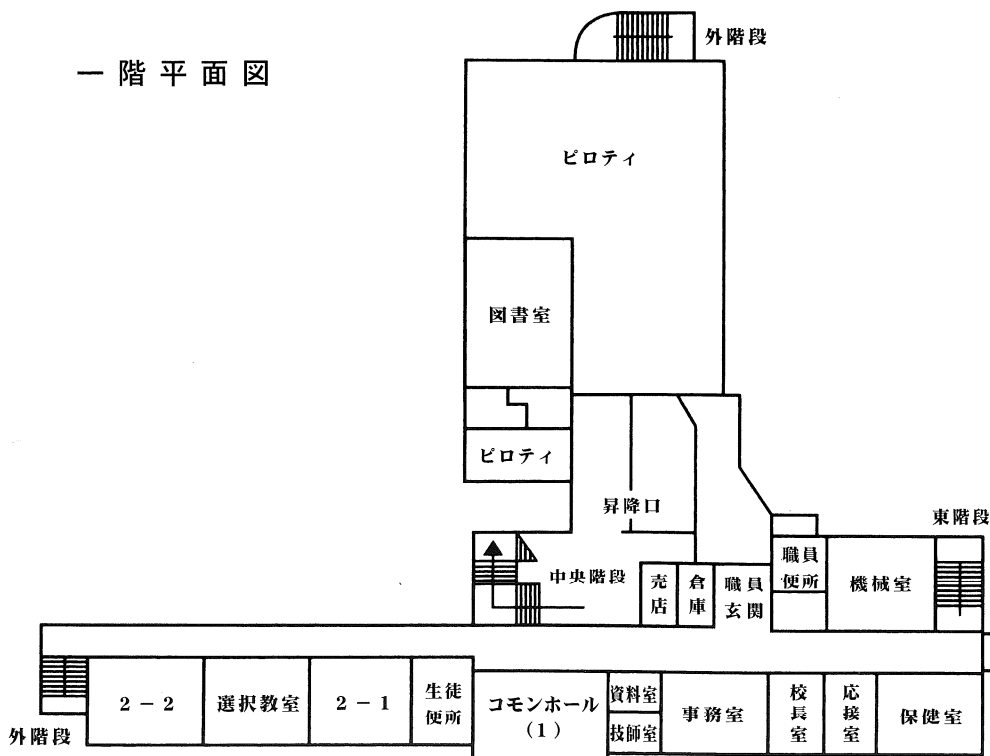 外階段
一階平面図
ピロティ
図書室
ピロティ
昇降口
東階段
職員
便所
機械室
中央階段
売店
倉庫
職員
玄関
2－2
選択教室
2－1
生徒
便所
コモンホール
(1)
資料室
技師室
事務室
校長室
応接室
保健室
外階段